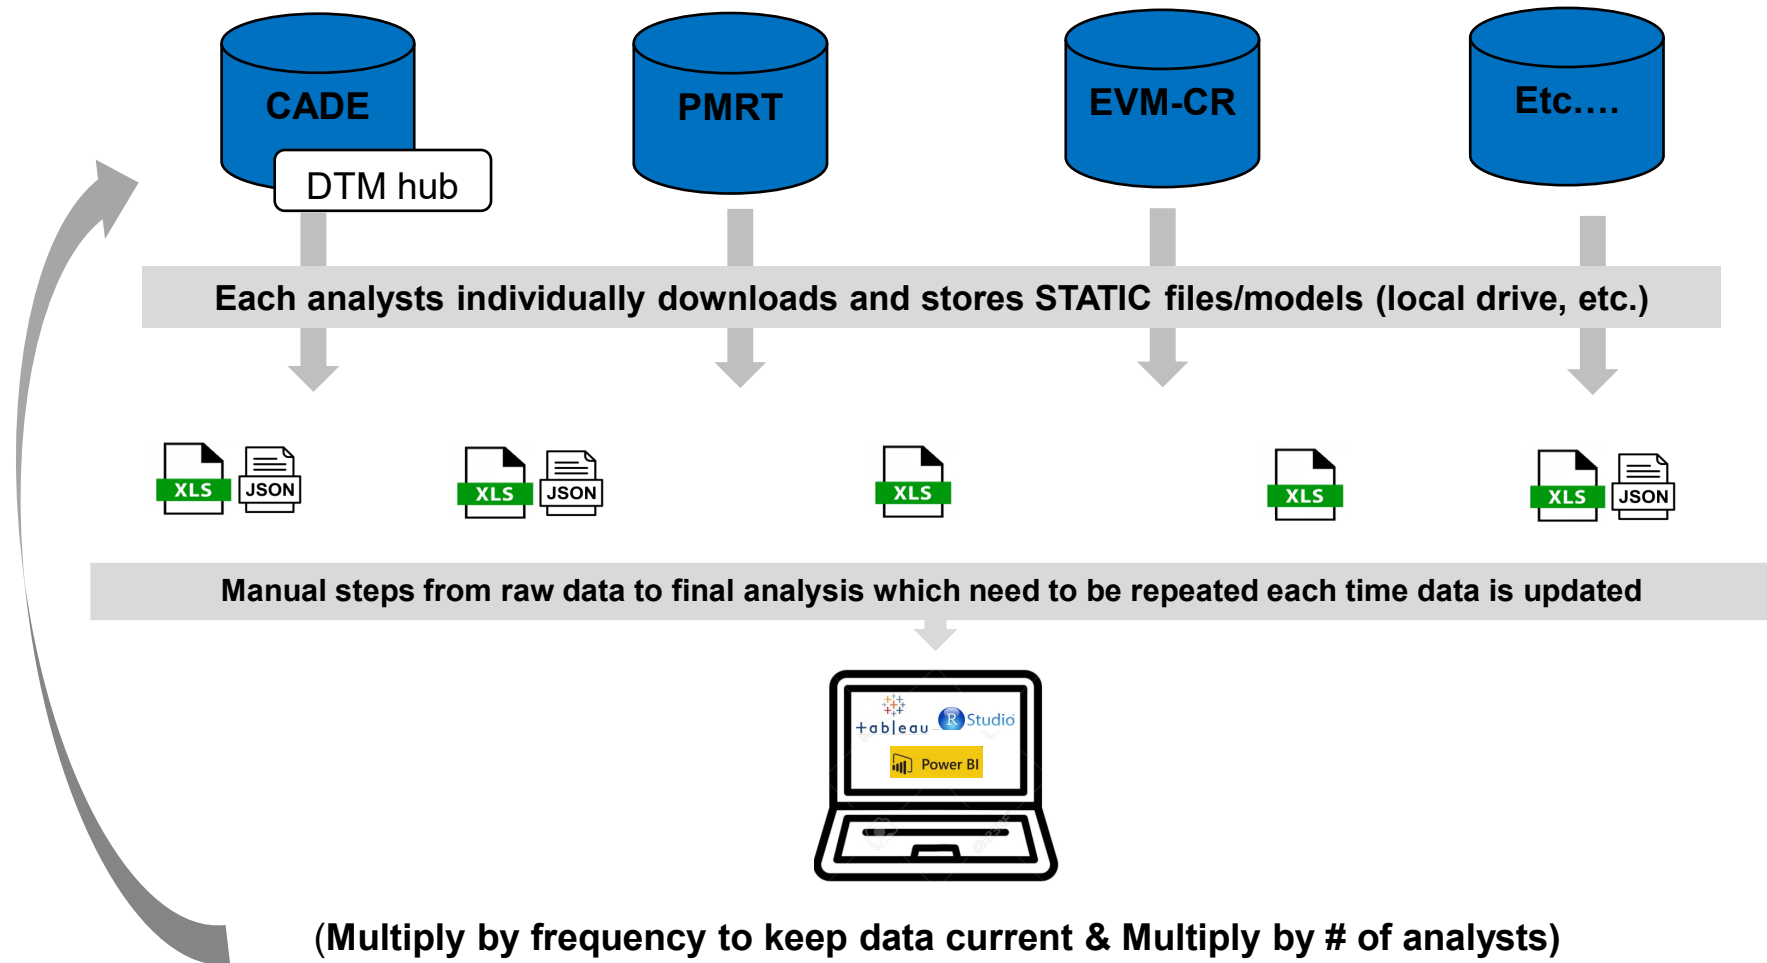 CADE
PMRT
EVM-CR
Etc....
DTM hub
Each analysts individually downloads and stores STATIC files/models (local drive, etc.)
XLS
JSON
XLS
JSON
XLS
XLS
XLS
JSON
Manual steps from raw data to final analysis which need to be repeated each time data is updated
+ableau
R Studio
Power BI
(Multiply by frequency to keep data current & Multiply by # of analysts)